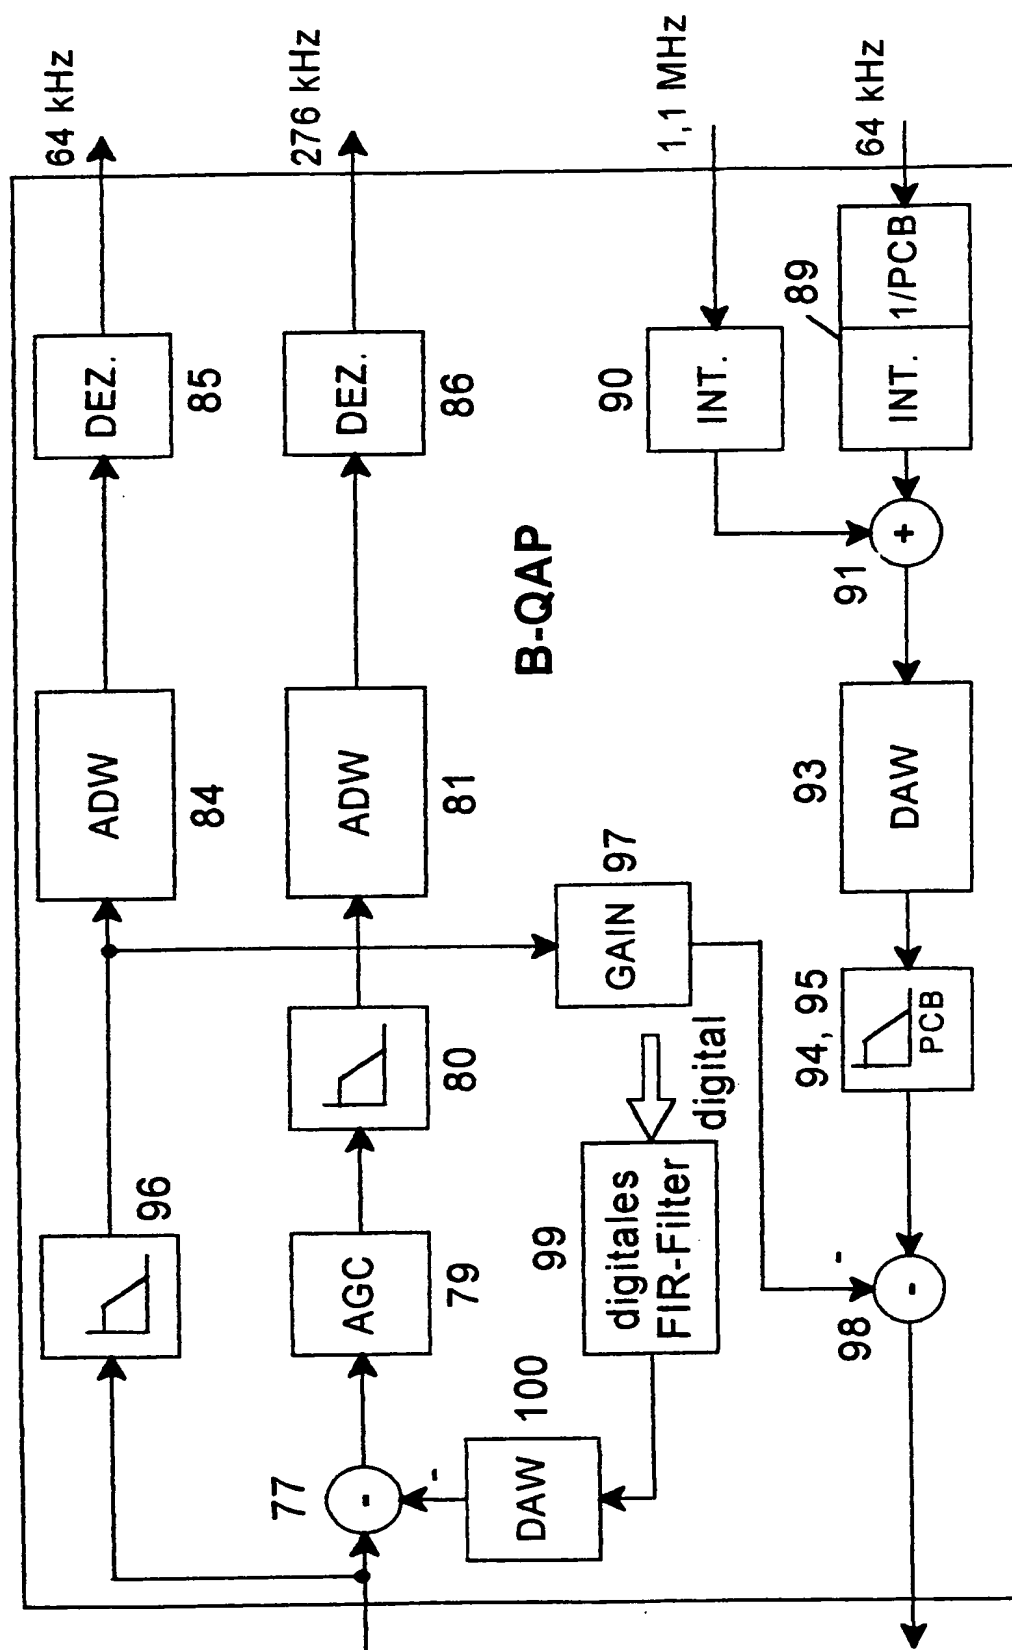 64 kHz
DEZ.
85
ADW
84
96
276 kHz
DEZ.
86
ADW
81
80
AGC
79
77
-
-
DAW
100
digitales
FIR-Filter
99
digital
GAIN
97
B-QAP
1,1 MHz
INT.
90
64 kHz
1/PCB
INT.
89
+
91
DAW
93
PCB
94, 95
-
-
98